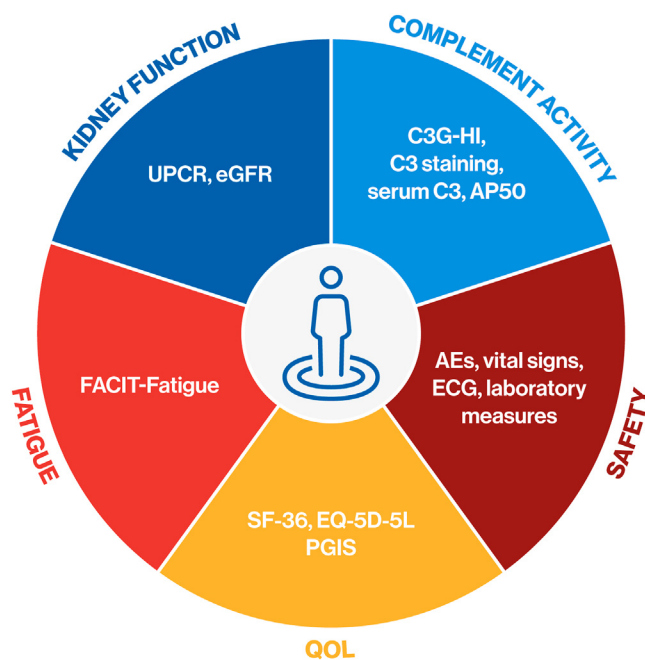 KIDNEY FUNCTION
UPCR, eGFR
COMPLEMENT ACTIVITY
C3G-HI,
C3 staining,
serum C3, AP50
SAFETY
AEs, vital signs,
ECG, laboratory
measures
QOL
SF-36, EQ-5D-5L
PGIS
FATIGUE
FACIT-Fatigue